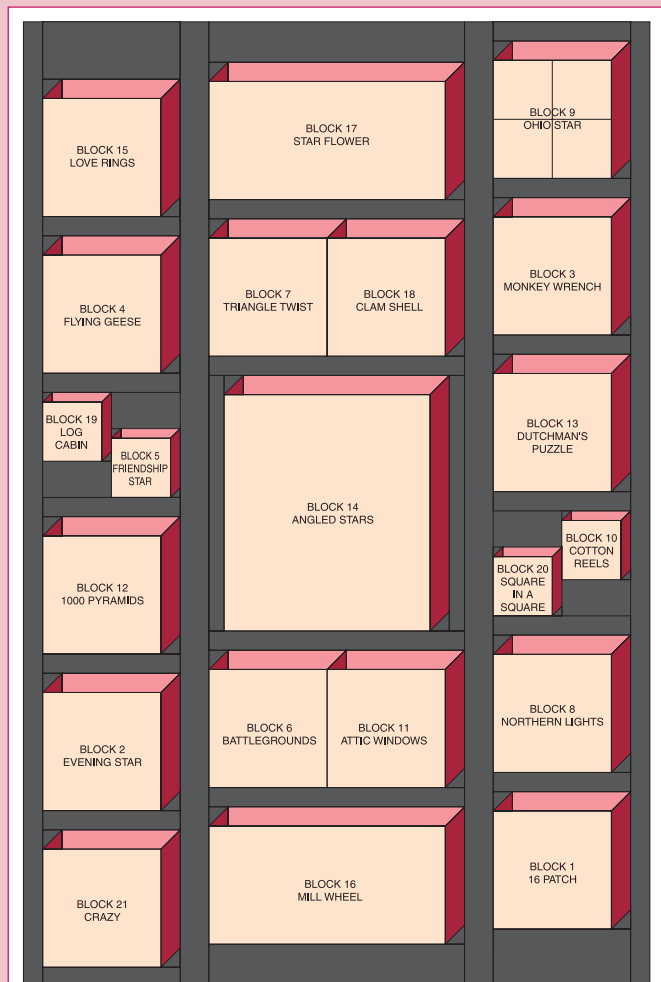 BLOCK 15
LOVE RINGS
BLOCK 4
FLYING GEESE
BLOCK 19
LOG
CABIN
BLOCK 5
FRIENDSHIP
STAR
BLOCK 12
1000 PYRAMIDS
BLOCK 2
EVENING STAR
BLOCK 21
CRAZY
BLOCK 17
STAR FLOWER
BLOCK 7
TRIANGLE TWIST
BLOCK 18
CLAM SHELL
BLOCK 14
ANGLED STARS
BLOCK 6
BATTLEGROUNDS
BLOCK 11
ATTIC WINDOWS
BLOCK 16
MILL WHEEL
BLOCK 9
OHIO STAR
BLOCK 3
MONKEY WRENCH
BLOCK 13
DUTCHMAN'S
PUZZLE
BLOCK 10
COTTON
REELS
BLOCK 20
SQUARE
IN A
SQUARE
BLOCK 8
NORTHERN LIGHTS
BLOCK 1
16 PATCH